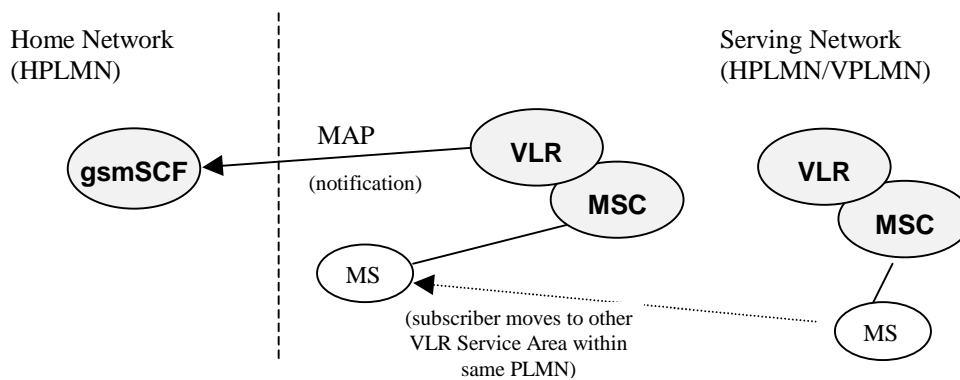 Home Network
(HPLMN)
Serving Network
(HPLMN/VPLMN)
MAP
gsmSCF
VLR
(notification)
MSC
VLR
MSC
MS
(subscriber moves to other
VLR Service Area within
same PLMN)
MS